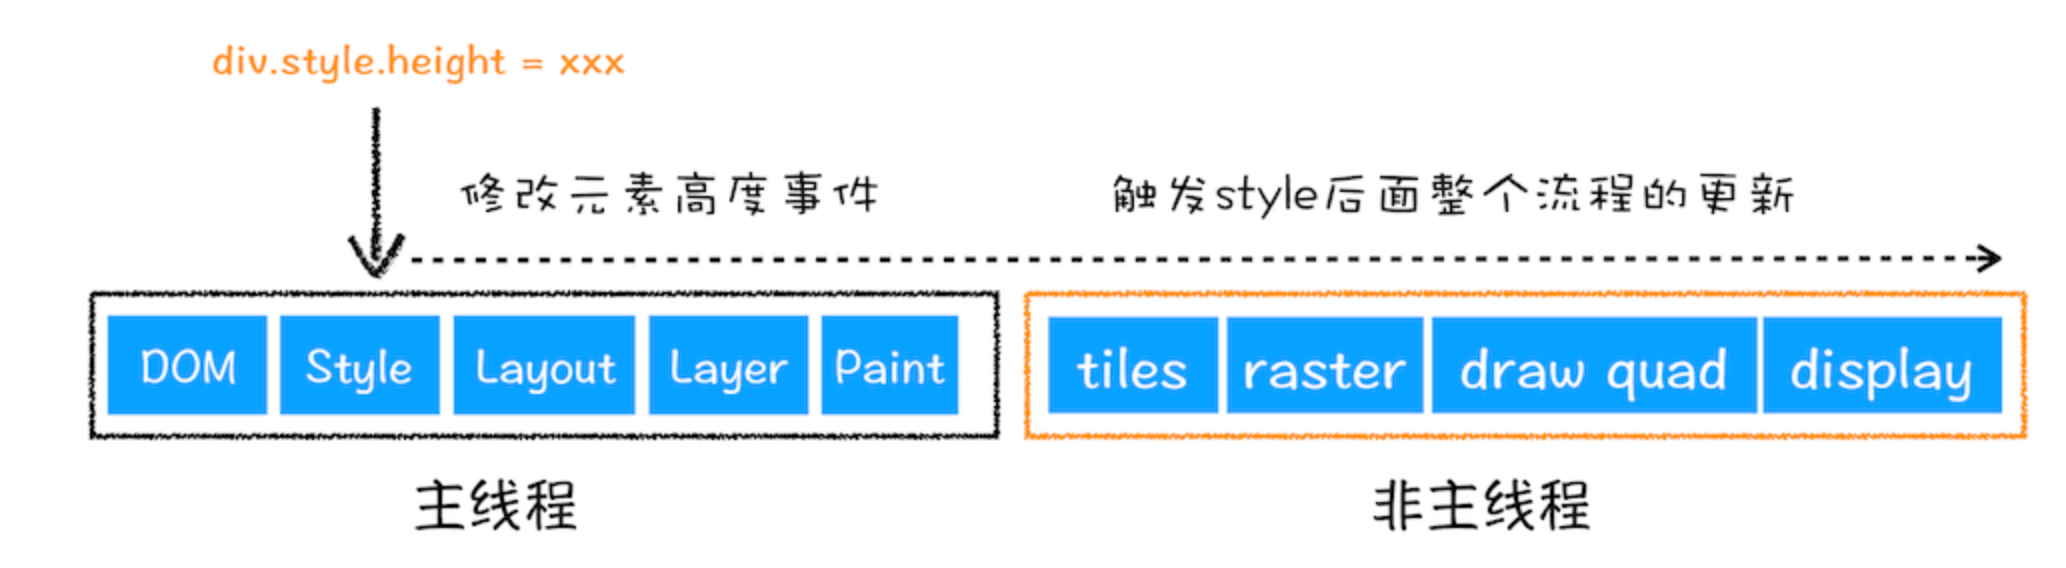 div.style.height = xxx
修改元素高度事件
触发style后面整个流程的更新
DOM
Style
Layout
Layer
Paint
tiles
raster
draw quad
display
主线程
非主线程